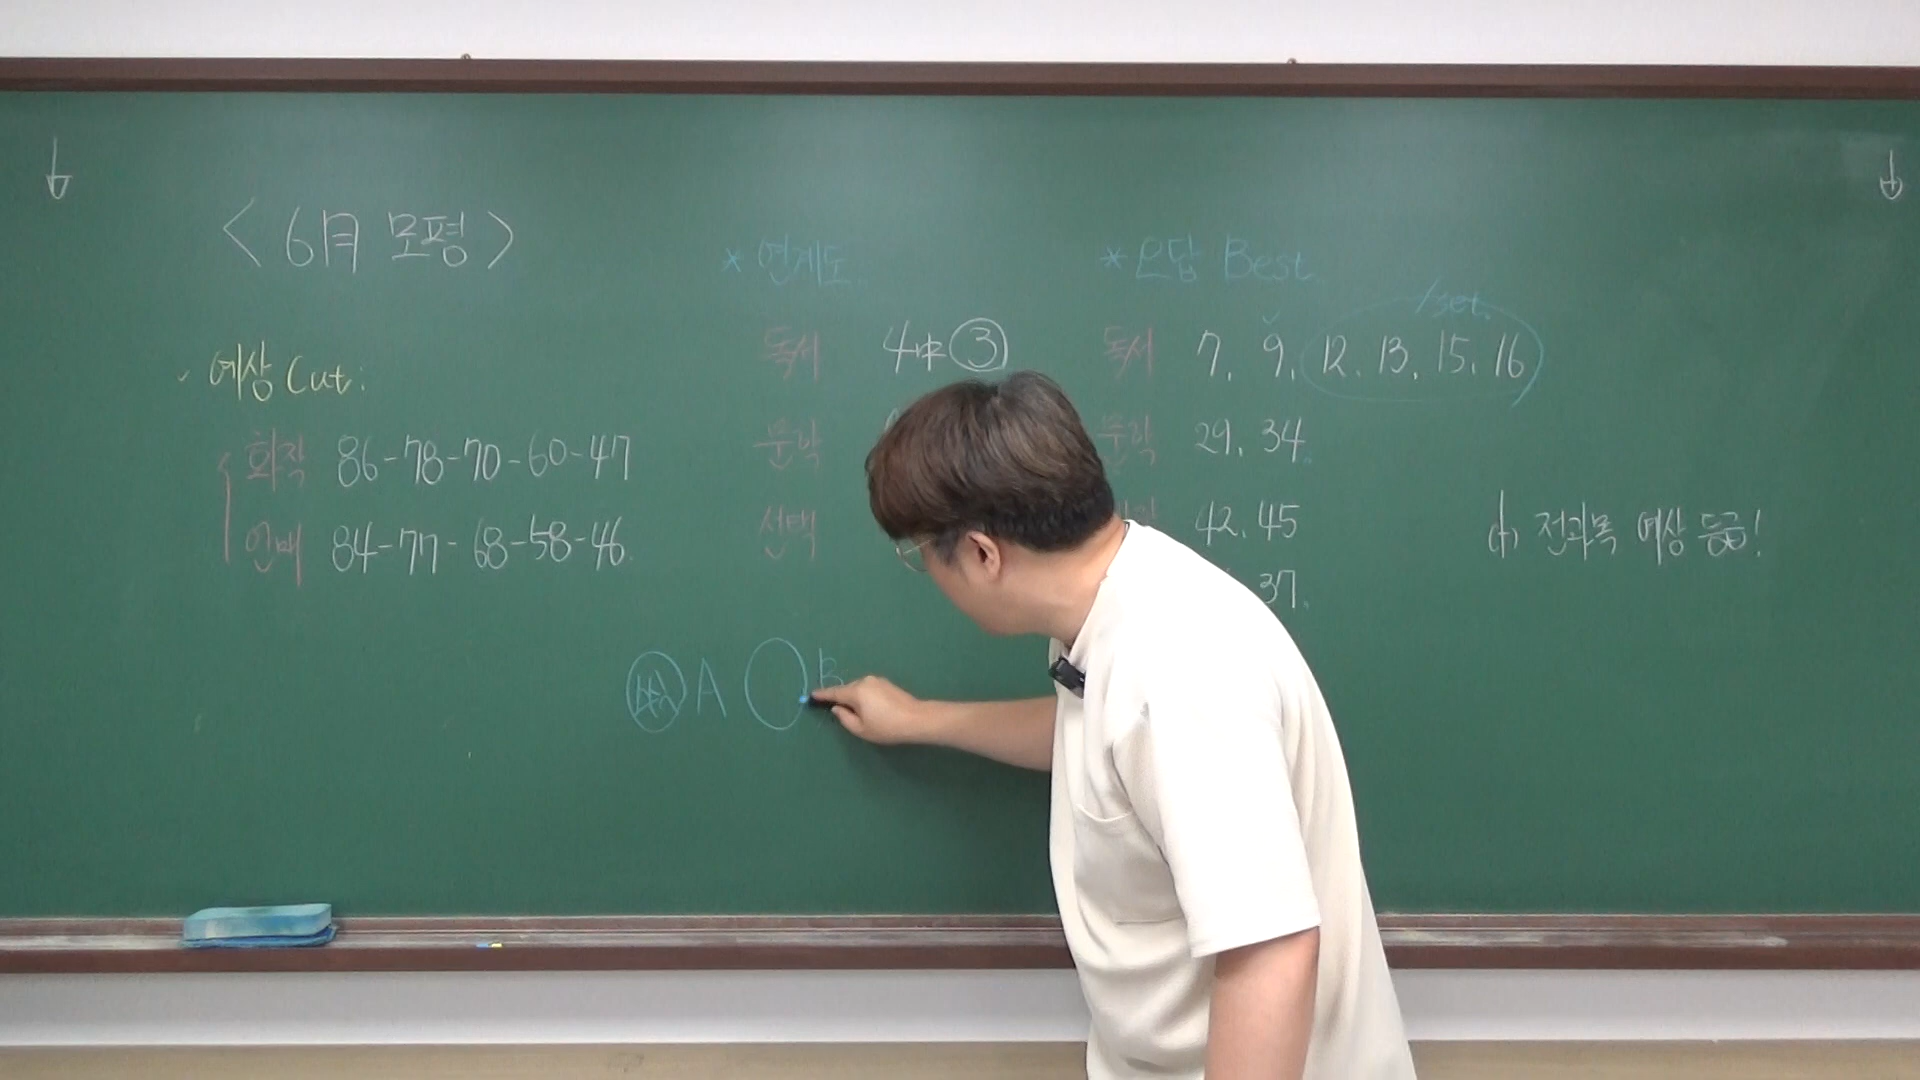 <6月 모평>
* 연계도
* 오답 Best
1set.
예상 Cut:
독서 4中③
독서 7, 9, 12, 13, 15, 16
화작 86-78-70-60-47
문학
문학 29, 34
언매 84-77-68-58-46
선택
42, 45
37
전과목 예상 등급!
A B